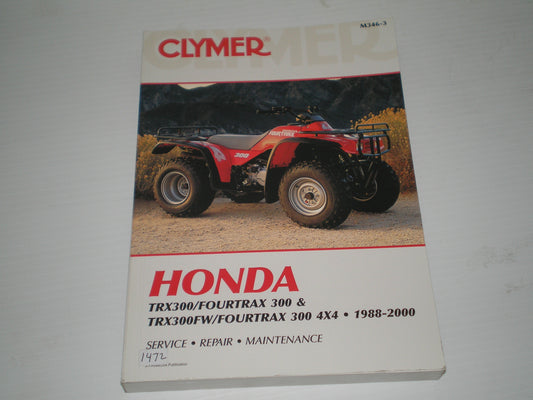 M346-3
CLYMER
CLYMER®
FOURTRAX
300
HONDA
TRX300/FOURTRAX 300 &
TRX300FW/FOURTRAX 300 4X4 • 1988-2000
SERVICE • REPAIR • MAINTENANCE
1472